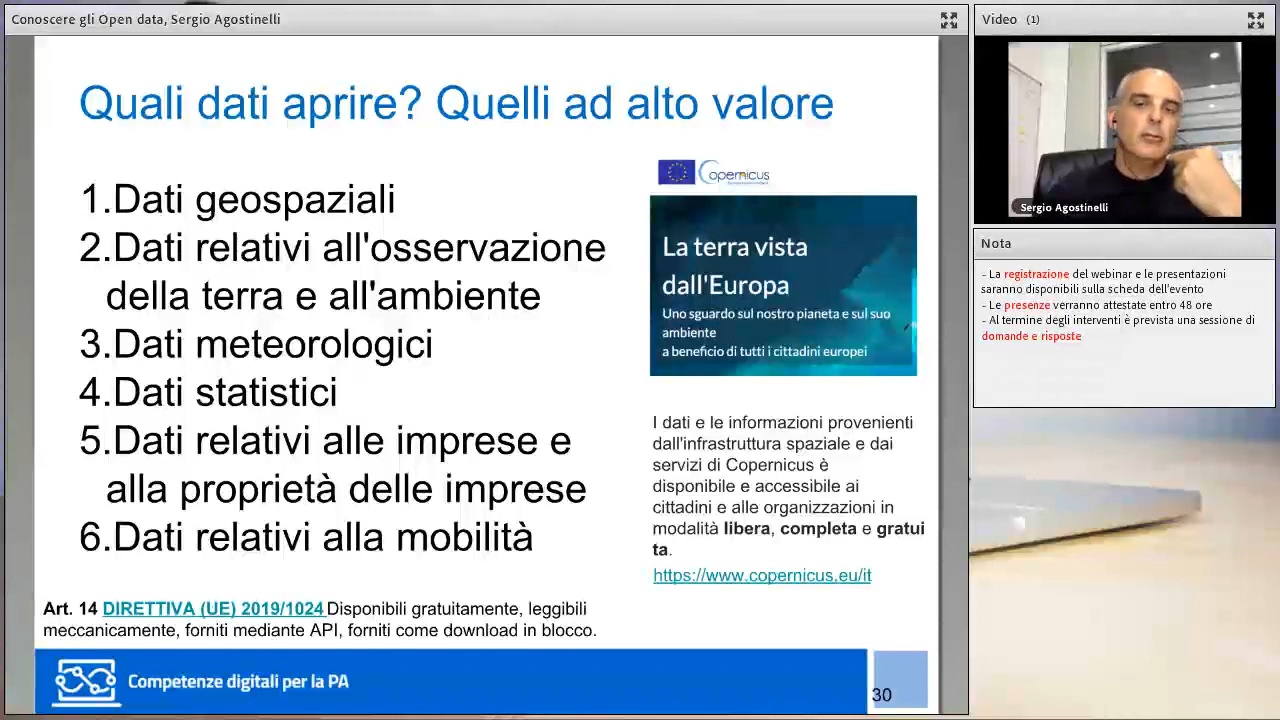 Conoscere gli Open data, Sergio Agostinelli
Quali dati aprire? Quelli ad alto valore
1.Dati geospaziali
2.Dati relativi all'osservazione
della terra e all'ambiente
3.Dati meteorologici
4.Dati statistici
5.Dati relativi alle imprese e
alla proprietà delle imprese
6.Dati relativi alla mobilità
Art. 14 DIRETTIVA (UE) 2019/1024 Disponibili gratuitamente, leggibili
meccanicamente, forniti mediante API, forniti come download in blocco.
Copernicus
La terra vista
dall'Europa
Uno sguardo sul nostro pianeta e sul suo
ambiente
a beneficio di tutti i cittadini europei
I dati e le informazioni provenienti
dall'infrastruttura spaziale e dai
servizi di Copernicus è
disponibile e accessibile ai
cittadini e alle organizzazioni in
modalità libera, completa e gratui
ta.
https://www.copernicus.eu/it
Competenze digitali per la PA
30
Video (1)
Sergio Agostinelli
Nota
- La registrazione del webinar e le presentazioni
saranno disponibili sulla scheda dell'evento
- Le presenze verranno attestate entro 48 ore
- Al termine degli interventi è prevista una sessione di
domande e risposte